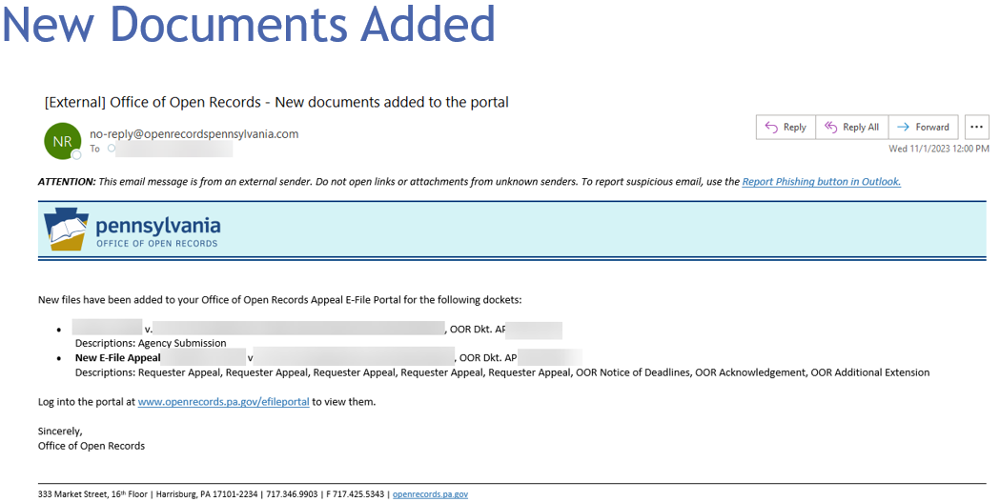 New Documents Added
[External] Office of Open Records - New documents added to the portal
NR
no-reply@openrecordspennsylvania.com
To
Reply
Reply All
Forward
Wed 11/1/2023 12:00 PM
ATTENTION: This email message is from an external sender. Do not open links or attachments from unknown senders. To report suspicious email, use the Report Phishing button in Outlook.
pennsylvania
OFFICE OF OPEN RECORDS
New files have been added to your Office of Open Records Appeal E-File Portal for the following dockets:
• v. , OOR Dkt. AP
Descriptions: Agency Submission
• New E-File Appeal v , OOR Dkt. AP
Descriptions: Requester Appeal, Requester Appeal, Requester Appeal, Requester Appeal, Requester Appeal, OOR Notice of Deadlines, OOR Acknowledgement, OOR Additional Extension
Log into the portal at www.openrecords.pa.gov/efileportal to view them.
Sincerely,
Office of Open Records
333 Market Street, 16th Floor | Harrisburg, PA 17101-2234 | 717.346.9903 | F 717.425.5343 | openrecords.pa.gov